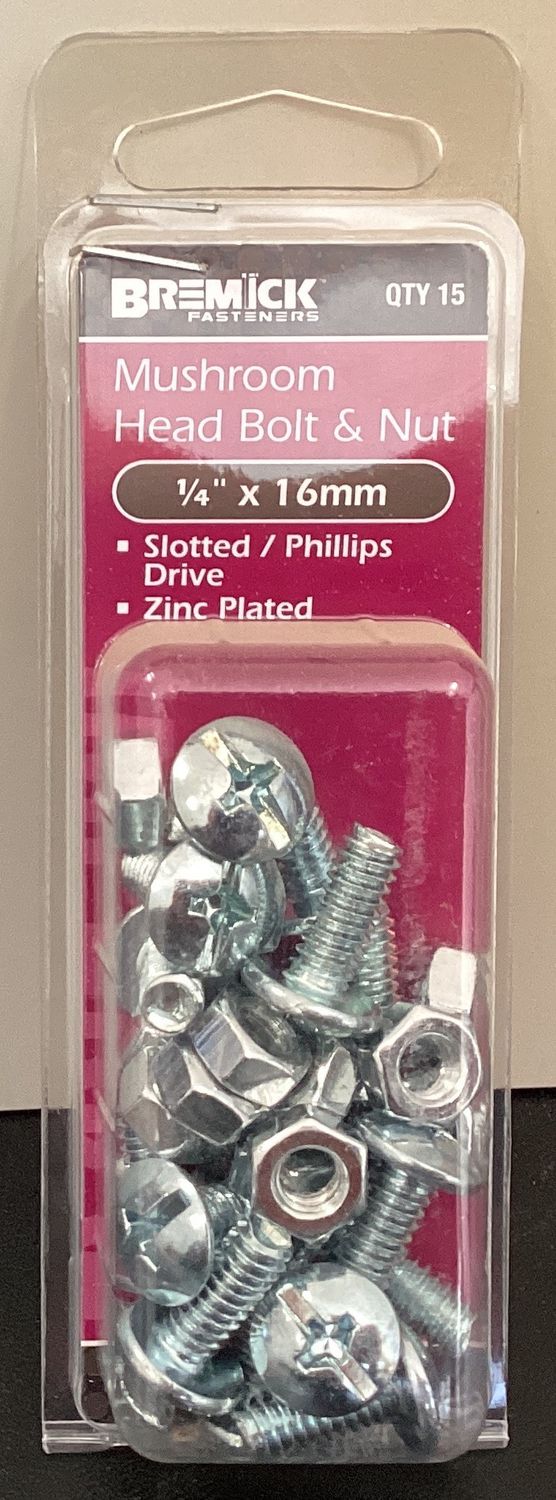 BREMICK
FASTENERS
QTY 15
Mushroom
Head Bolt & Nut
¼" x 16mm
▪ Slotted / Phillips
Drive
▪ Zinc Plated